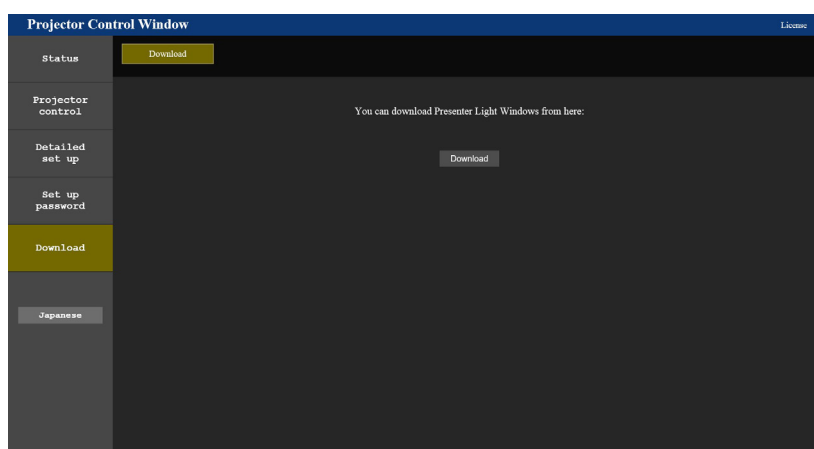 Projector Control Window
License
Status
Download
Projector
control
You can download Presenter Light Windows from here:
Detailed
set up
Download
Set up
password
Download
Japanese